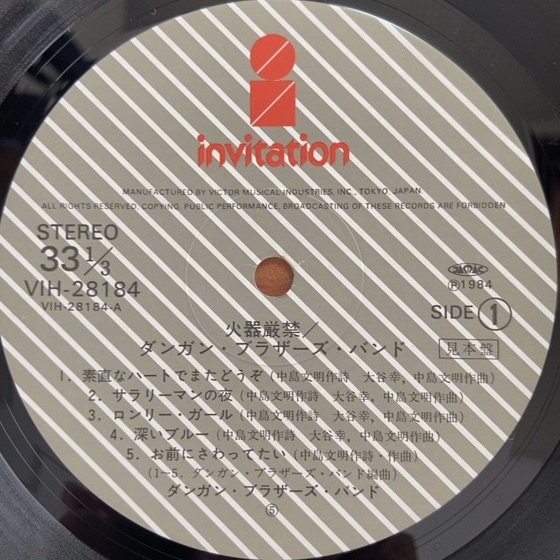 invitation
MANUFACTURED BY VICTOR MUSICAL INDUSTRIES, INC., TOKYO, JAPAN.
ALL RIGHTS RESERVED. COPYING, PUBLIC PERFORMANCE, BROADCASTING OF THESE RECORDS ARE FORBIDDEN
STEREO
33 1/3
VIH-28184
VIH-28184-A
JASRAC
Ⓟ1984
SIDE 1
見本盤
火器厳禁/
ダンガン・ブラザーズ・バンド
1. 素直なハートでまたどうぞ(中島文明作詩 大谷幸, 中島文明作曲)
2. サラリーマンの夜(中島文明作詩 大谷幸, 中島文明作曲)
3. ロンリー・ガール(中島文明作詩 大谷幸, 中島文明作曲)
4. 深いブルー(中島文明作詩 大谷幸, 中島文明作曲)
5. お前にさわってたい(中島文明作詩・作曲)
(1~5. ダンガン・ブラザーズ・バンド編曲)
ダンガン・ブラザーズ・バンド
⑤